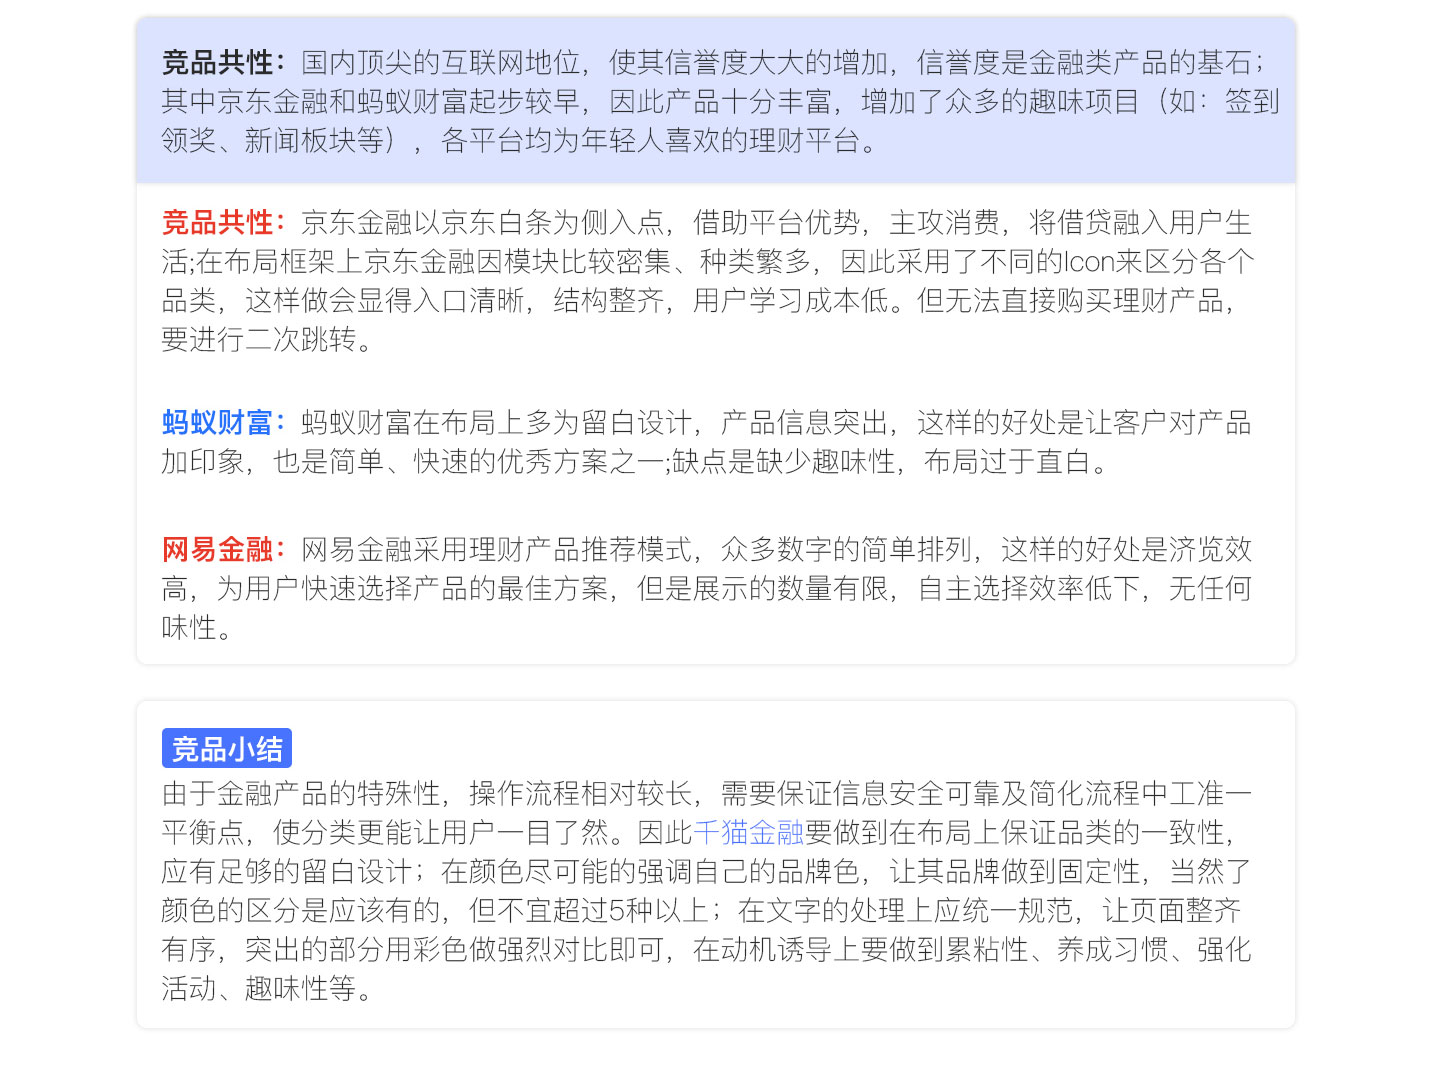 竞品共性：国内顶尖的互联网地位，使其信誉度大大的增加，信誉度是金融类产品的基石；
其中京东金融和蚂蚁财富起步较早，因此产品十分丰富，增加了众多的趣味项目（如：签到
领奖、新闻板块等），各平台均为年轻人喜欢的理财平台。
竞品共性：京东金融以京东白条为侧入点，借助平台优势，主攻消费，将借贷融入用户生
活;在布局框架上京东金融因模块比较密集、种类繁多，因此采用了不同的Icon来区分各个
品类，这样做会显得入口清晰，结构整齐，用户学习成本低。但无法直接购买理财产品，
要进行二次跳转。
蚂蚁财富：蚂蚁财富在布局上多为留白设计，产品信息突出，这样的好处是让客户对产品
加印象，也是简单、快速的优秀方案之一;缺点是缺少趣味性，布局过于直白。
网易金融：网易金融采用理财产品推荐模式，众多数字的简单排列，这样的好处是济览效
高，为用户快速选择产品的最佳方案，但是展示的数量有限，自主选择效率低下，无任何
味性。
竞品小结
由于金融产品的特殊性，操作流程相对较长，需要保证信息安全可靠及简化流程中工准一
平衡点，使分类更能让用户一目了然。因此千猫金融要做到在布局上保证品类的一致性，
应有足够的留白设计；在颜色尽可能的强调自己的品牌色，让其品牌做到固定性，当然了
颜色的区分是应该有的，但不宜超过5种以上；在文字的处理上应统一规范，让页面整齐
有序，突出的部分用彩色做强烈对比即可，在动机诱导上要做到累粘性、养成习惯、强化
活动、趣味性等。